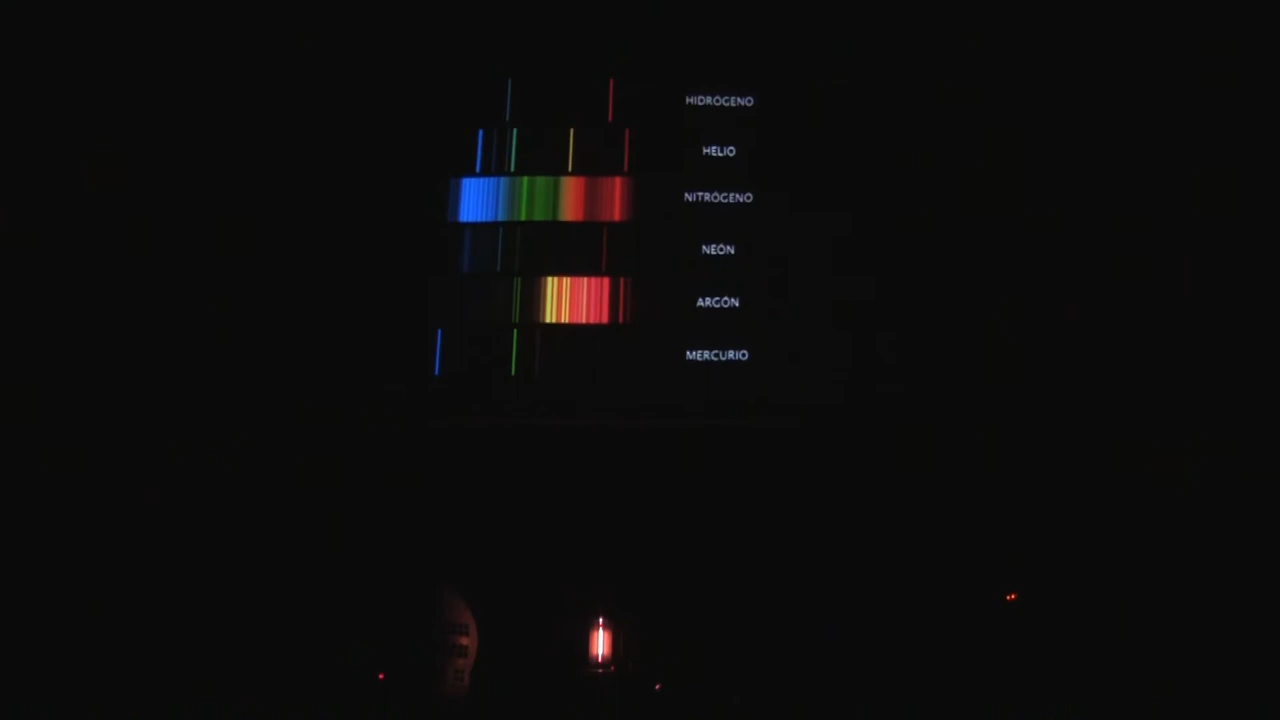 HIDRÓGENO
HELIO
NITRÓGENO
NEÓN
ARGÓN
MERCURIO